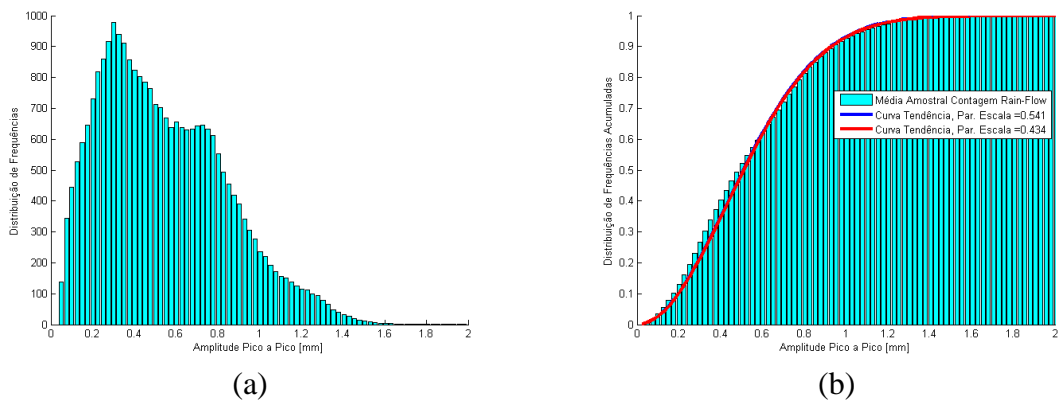 1000
900
800
700
600
500
400
300
200
100
0
Distribuição de Frequências
0 0.2 0.4 0.6 0.8 1 1.2 1.4 1.6 1.8 2
Amplitude Pico a Pico [mm]
(a)
1
0.9
0.8
0.7
0.6
0.5
0.4
0.3
0.2
0.1
0
Distribuição de Frequências Acumuladas
Média Amostral Contagem Rain-Flow
Curva Tendência, Par. Escala =0.541
Curva Tendência, Par. Escala =0.434
0 0.2 0.4 0.6 0.8 1 1.2 1.4 1.6 1.8 2
Amplitude Pico a Pico [mm]
(b)